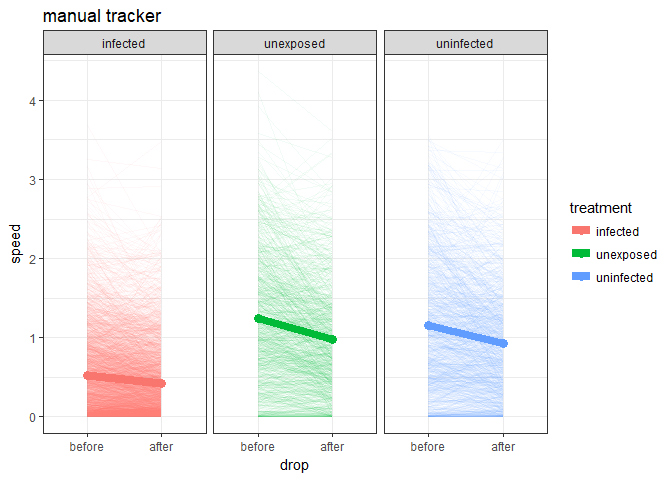 manual tracker
infected unexposed uninfected
4
3
2
1
0
speed
before after before after before after
drop
treatment
infected
unexposed
uninfected